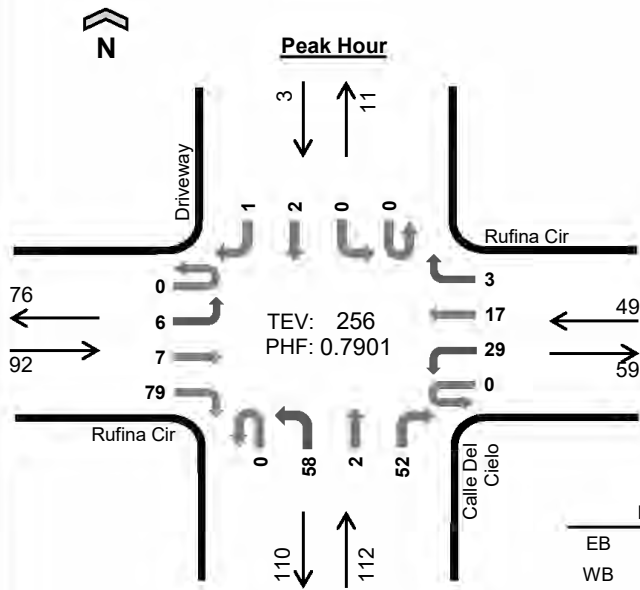 N
Peak Hour
3
11
Driveway
1
2
0
0
Rufina Cir
76
92
0
6
7
79
TEV: 256
PHF: 0.7901
3
17
29
0
49
59
Rufina Cir
0
58
2
52
Calle Del
Cielo
110
112
EB
WB